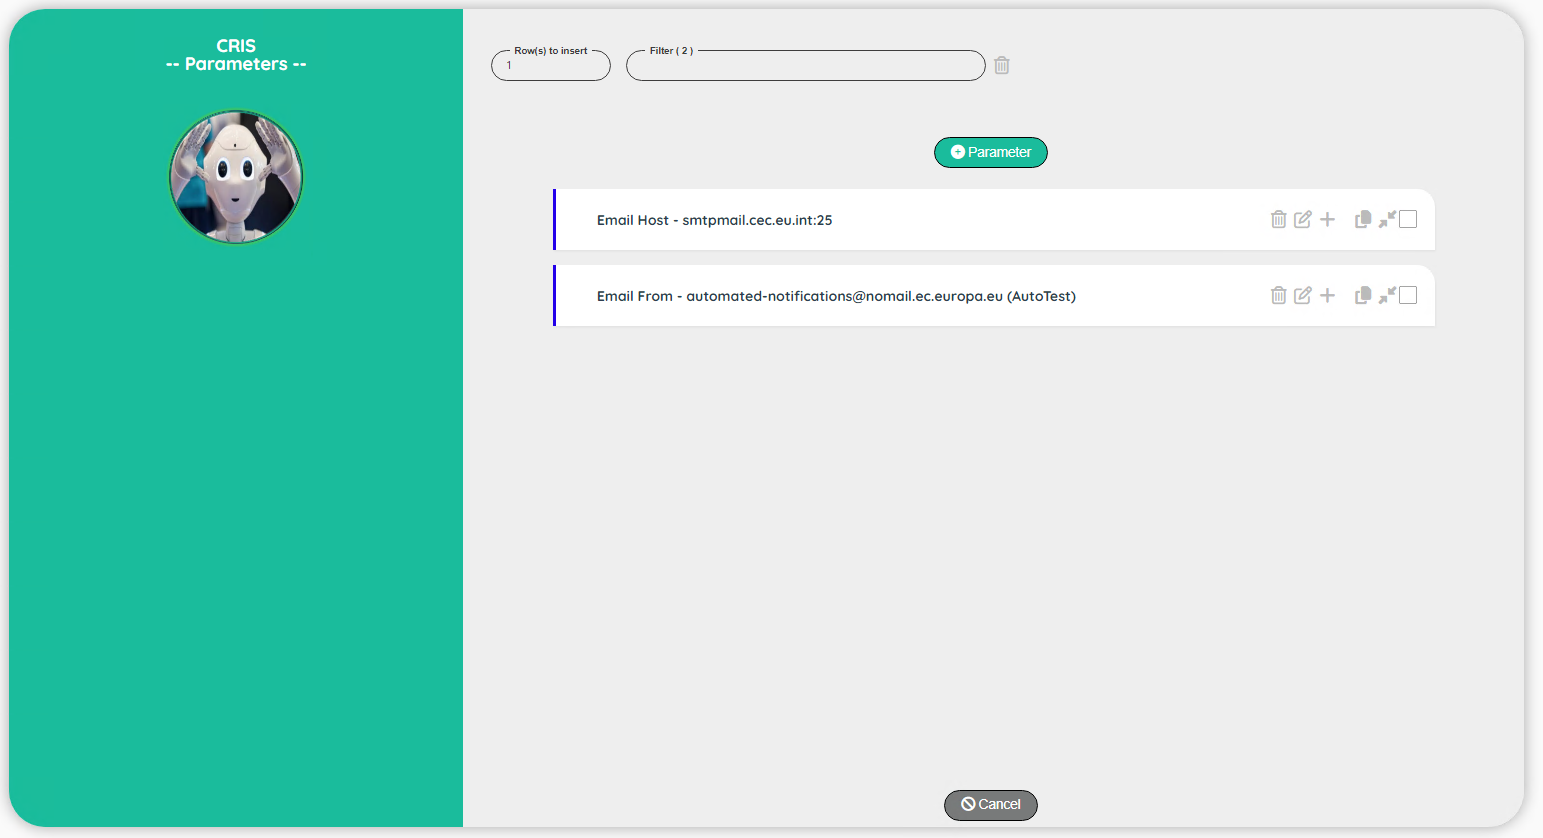 CRIS
-- Parameters --
Row(s) to insert
1
Filter ( 2 )
Parameter
Email Host - smtpmail.cec.eu.int:25
Email From - automated-notifications@nomail.ec.europa.eu (AutoTest)
Cancel